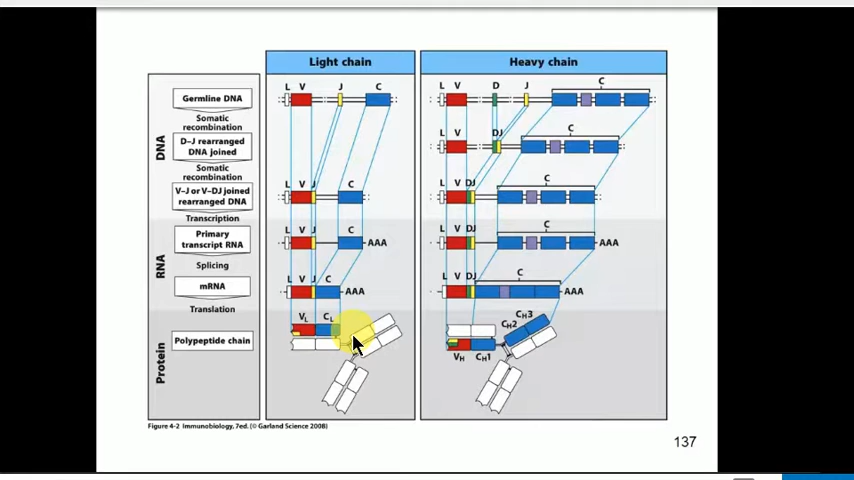 Light chain
Heavy chain
DNA
Germline DNA
L V J C
L V D J C
Somatic
recombination
D–J rearranged
DNA joined
L V DJ C
Somatic
recombination
V–J or V–DJ joined
rearranged DNA
L V J C
L V DJ C
Transcription
RNA
Primary
transcript RNA
L V J C AAA
L V DJ C AAA
Splicing
mRNA
L V J C AAA
L V DJ C AAA
Translation
Protein
Polypeptide chain
VL CL
VH CH1 CH2 CH3
Figure 4-2 Immunobiology, 7ed. (© Garland Science 2008)
137